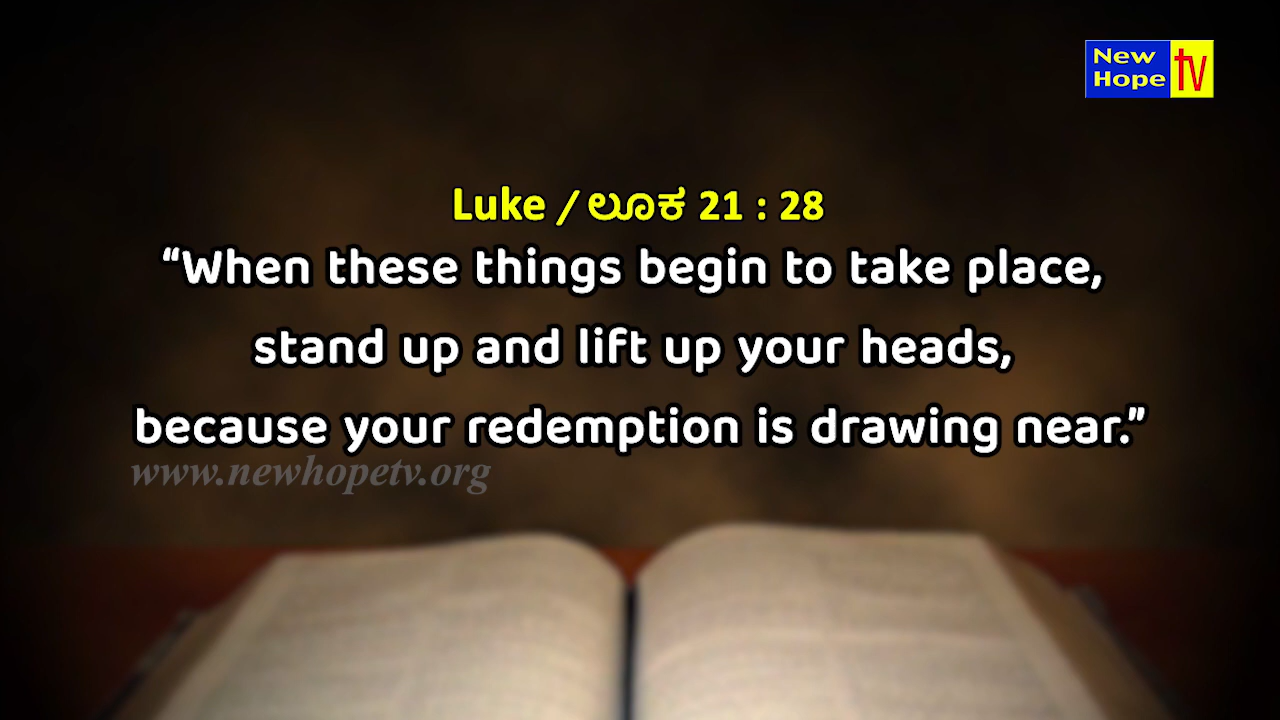 New
Hope tv
Luke / ಲೂಕ 21 : 28
“When these things begin to take place,
stand up and lift up your heads,
because your redemption is drawing near.”
www.newhopetv.org